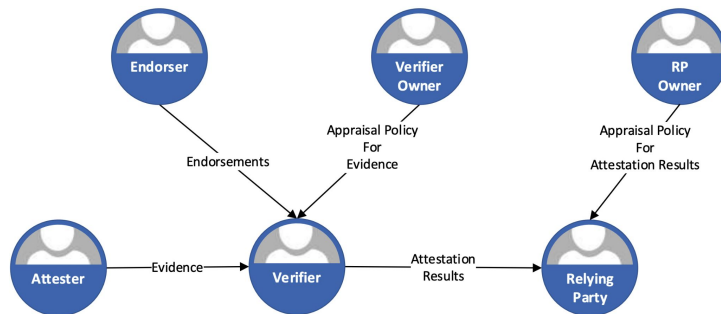 Endorser
Verifier
Owner
RP
Owner
Endorsements
Appraisal Policy
For
Evidence
Appraisal Policy
For
Attestation Results
Attester
Evidence
Verifier
Attestation
Results
Relying
Party